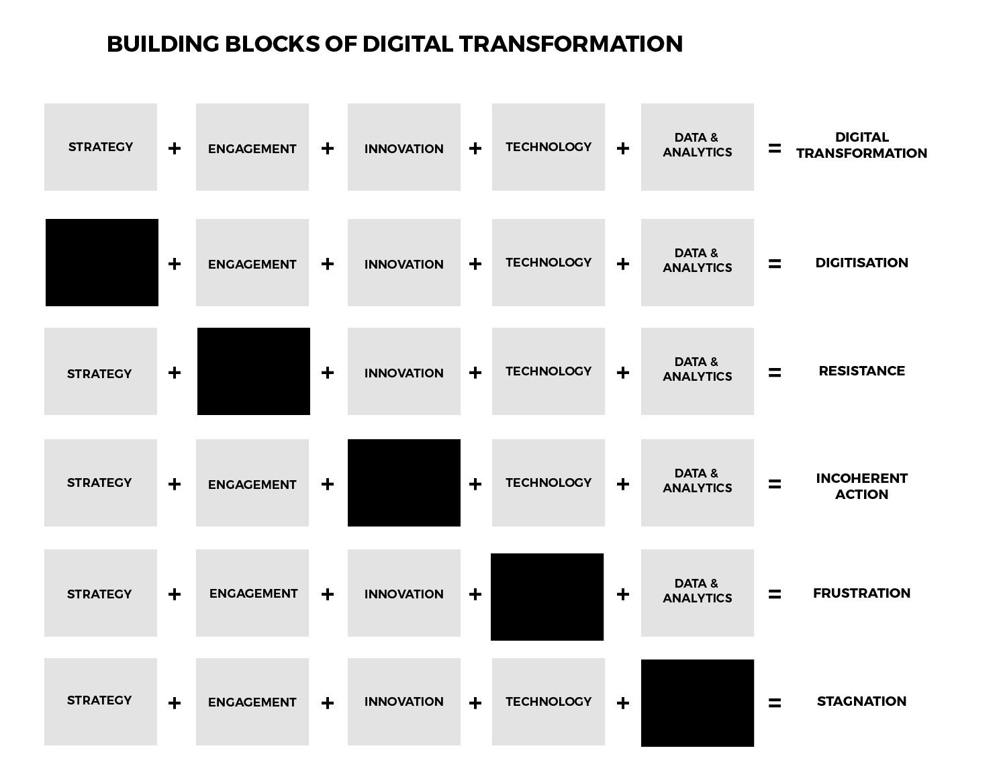 BUILDING BLOCKS OF DIGITAL TRANSFORMATION
STRATEGY + ENGAGEMENT + INNOVATION + TECHNOLOGY + DATA & ANALYTICS = DIGITAL TRANSFORMATION
+ ENGAGEMENT + INNOVATION + TECHNOLOGY + DATA & ANALYTICS = DIGITISATION
STRATEGY + + INNOVATION + TECHNOLOGY + DATA & ANALYTICS = RESISTANCE
STRATEGY + ENGAGEMENT + + TECHNOLOGY + DATA & ANALYTICS = INCOHERENT ACTION
STRATEGY + ENGAGEMENT + INNOVATION + + DATA & ANALYTICS = FRUSTRATION
STRATEGY + ENGAGEMENT + INNOVATION + TECHNOLOGY + = STAGNATION